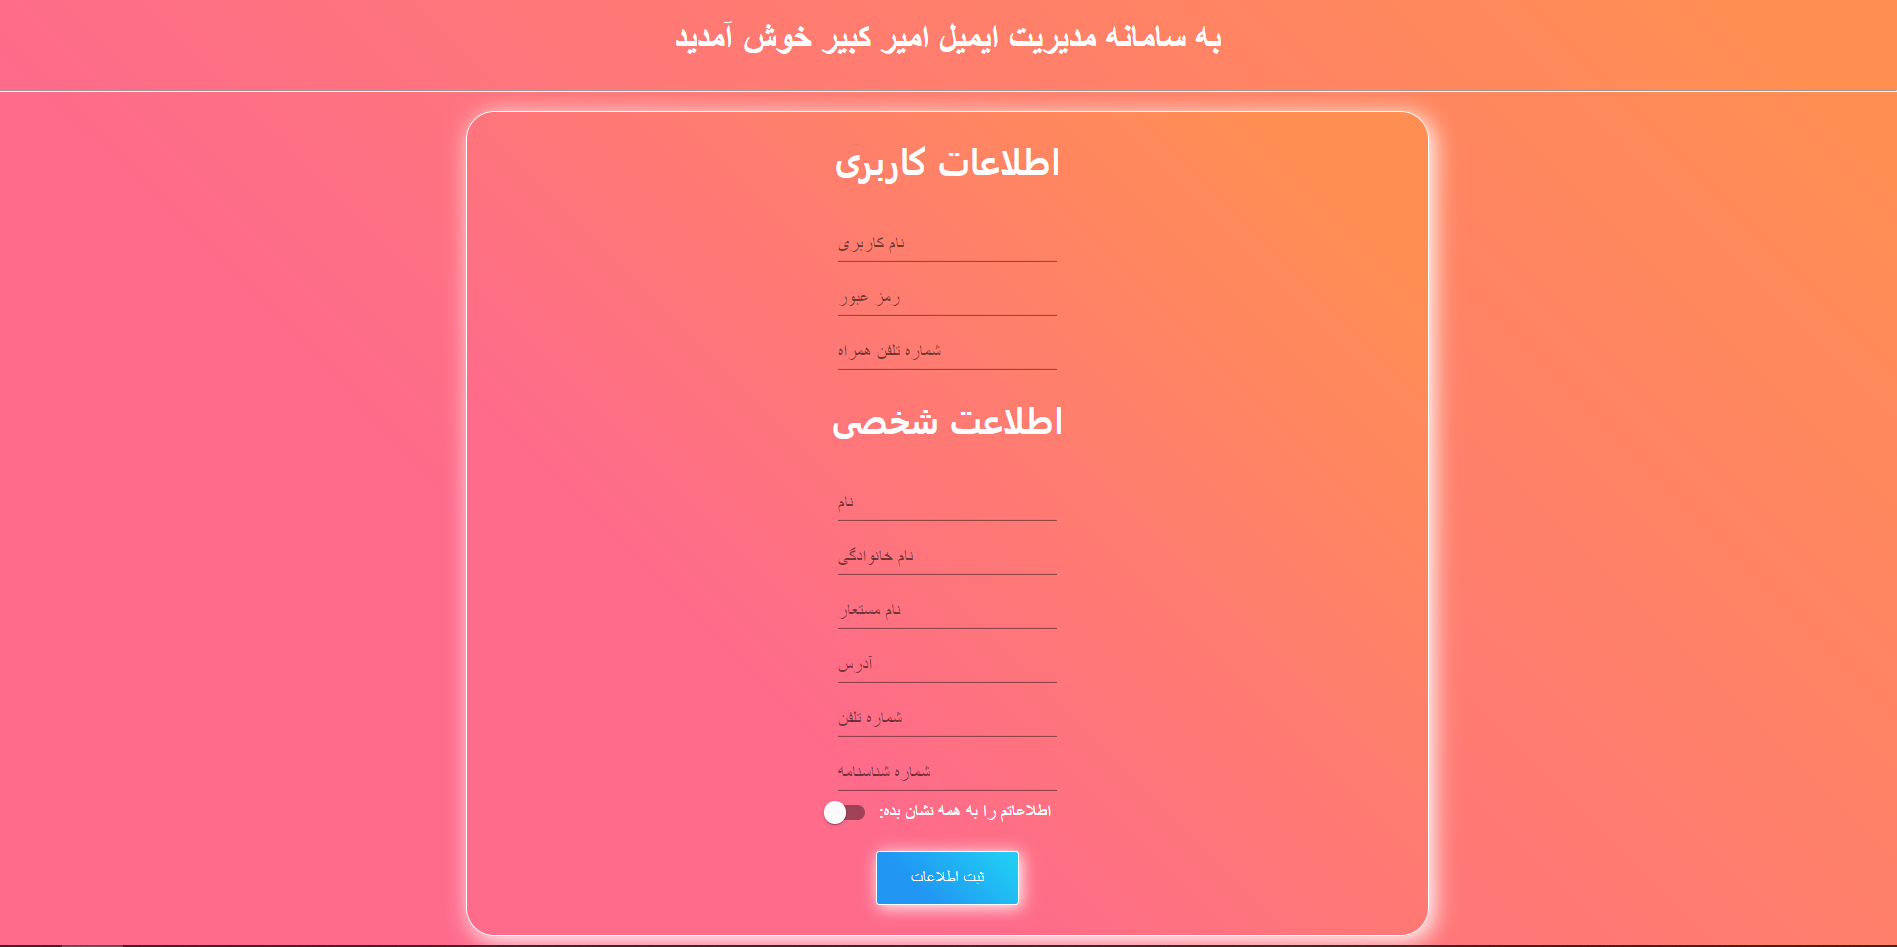 به سامانه مدیریت ایمیل امیر کبیر خوش آمدید
اطلاعات کاربری
نام کاربری
رمز عبور
شماره تلفن همراه
اطلاعت شخصی
نام
نام خانوادگی
نام مستعار
آدرس
شماره تلفن
شماره شناسنامه
اطلاعاتم را به همه نشان بده:
ثبت اطلاعات